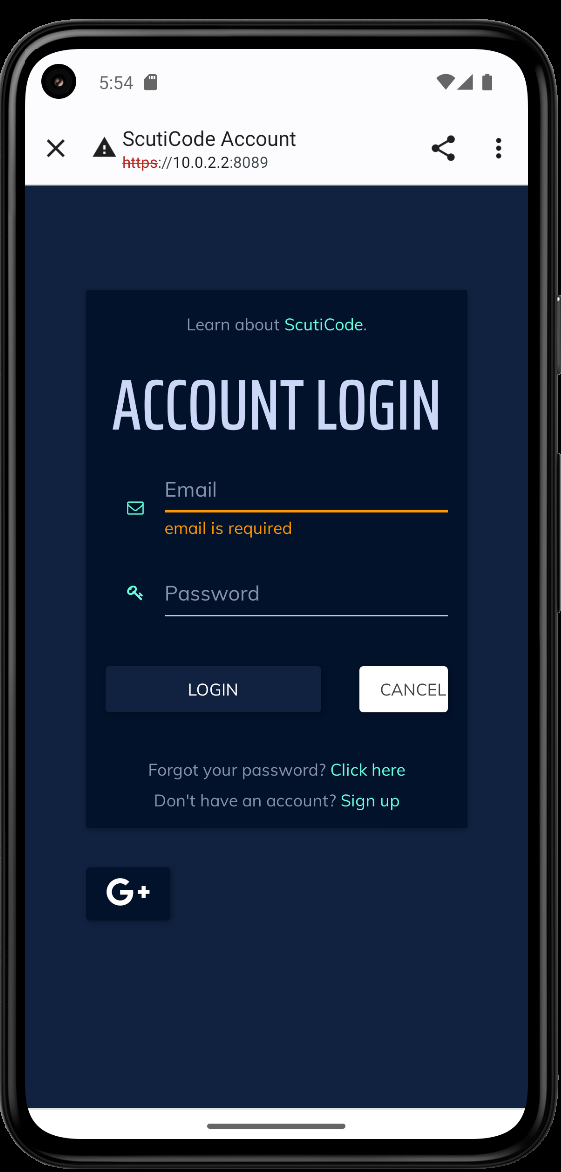 5:54
ScutiCode Account
https://10.0.2.2:8089
Learn about ScutiCode.
ACCOUNT LOGIN
Email
email is required
Password
LOGIN CANCEL
Forgot your password? Click here
Don't have an account? Sign up
G+